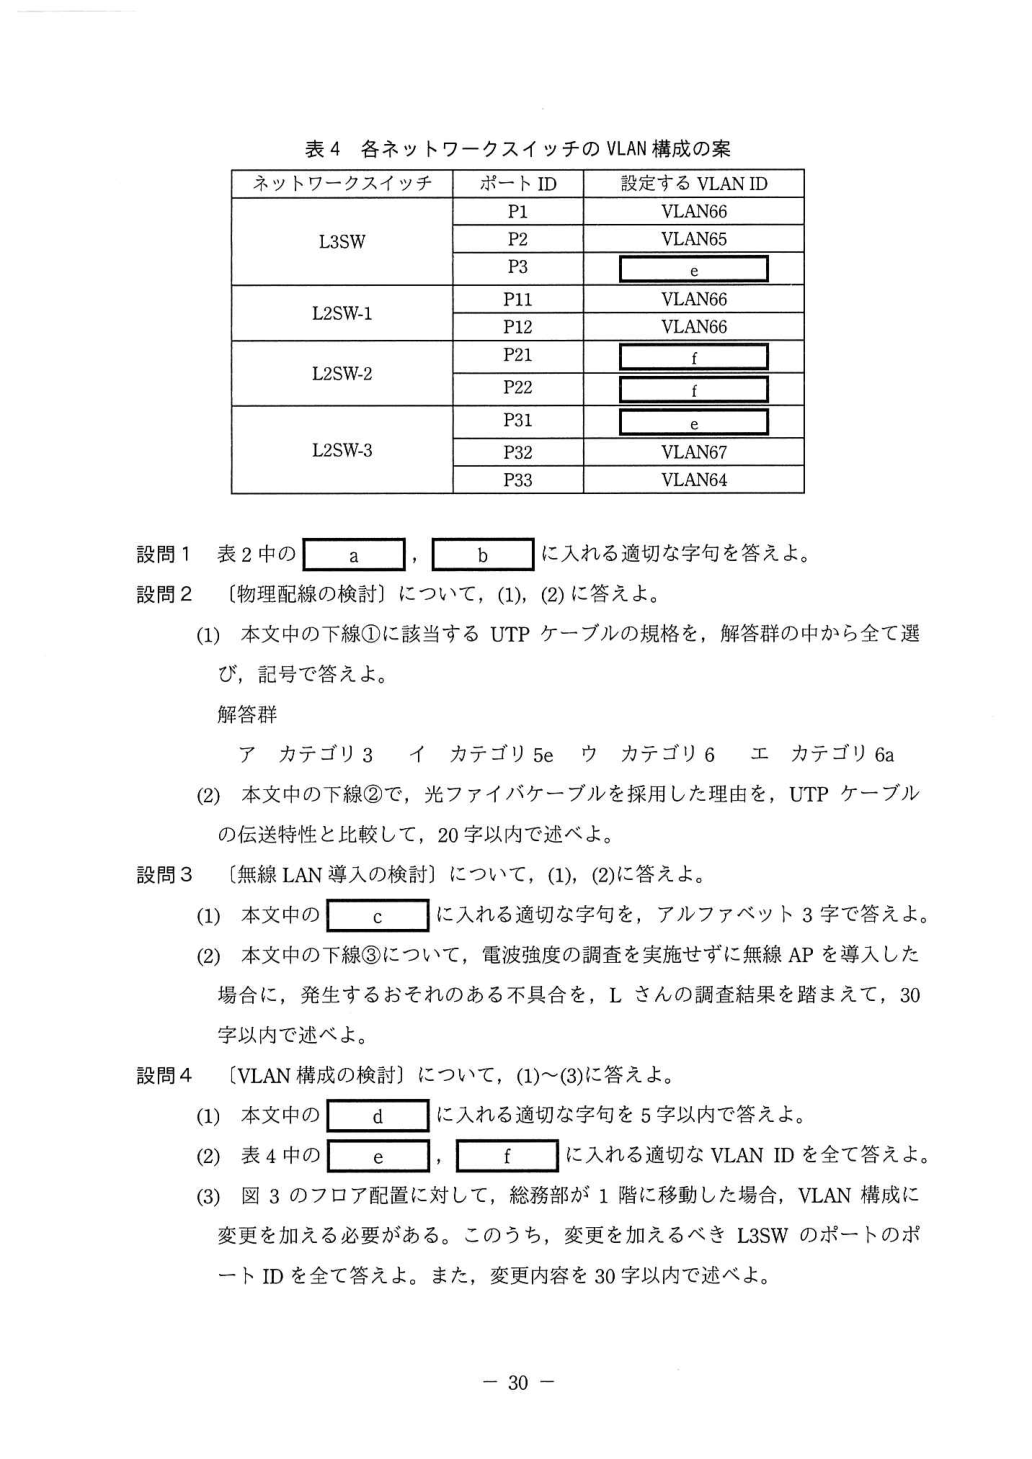 表4 各ネットワークスイッチの VLAN 構成の案
ネットワークスイッチ ポート ID 設定する VLAN ID
L3SW P1 VLAN66
P2 VLAN65
P3 e
L2SW-1 P11 VLAN66
P12 VLAN66
L2SW-2 P21 f
P22 f
L2SW-3 P31 e
P32 VLAN67
P33 VLAN64
設問1 表2中の a ， b に入れる適切な字句を答えよ。
設問2 〔物理配線の検討〕について，(1)，(2) に答えよ。
(1) 本文中の下線①に該当する UTP ケーブルの規格を，解答群の中から全て選
び，記号で答えよ。
解答群
ア カテゴリ 3 イ カテゴリ 5e ウ カテゴリ 6 エ カテゴリ 6a
(2) 本文中の下線②で，光ファイバケーブルを採用した理由を，UTP ケーブル
の伝送特性と比較して，20 字以内で述べよ。
設問3 〔無線 LAN 導入の検討〕について，(1)，(2)に答えよ。
(1) 本文中の c に入れる適切な字句を，アルファベット 3 字で答えよ。
(2) 本文中の下線③について，電波強度の調査を実施せずに無線 AP を導入した
場合に，発生するおそれのある不具合を，L さんの調査結果を踏まえて，30
字以内で述べよ。
設問4 〔VLAN 構成の検討〕について，(1)～(3)に答えよ。
(1) 本文中の d に入れる適切な字句を 5 字以内で答えよ。
(2) 表 4 中の e ， f に入れる適切な VLAN ID を全て答えよ。
(3) 図 3 のフロア配置に対して，総務部が 1 階に移動した場合，VLAN 構成に
変更を加える必要がある。このうち，変更を加えるべき L3SW のポートのポ
ート ID を全て答えよ。また，変更内容を 30 字以内で述べよ。
－ 30 －